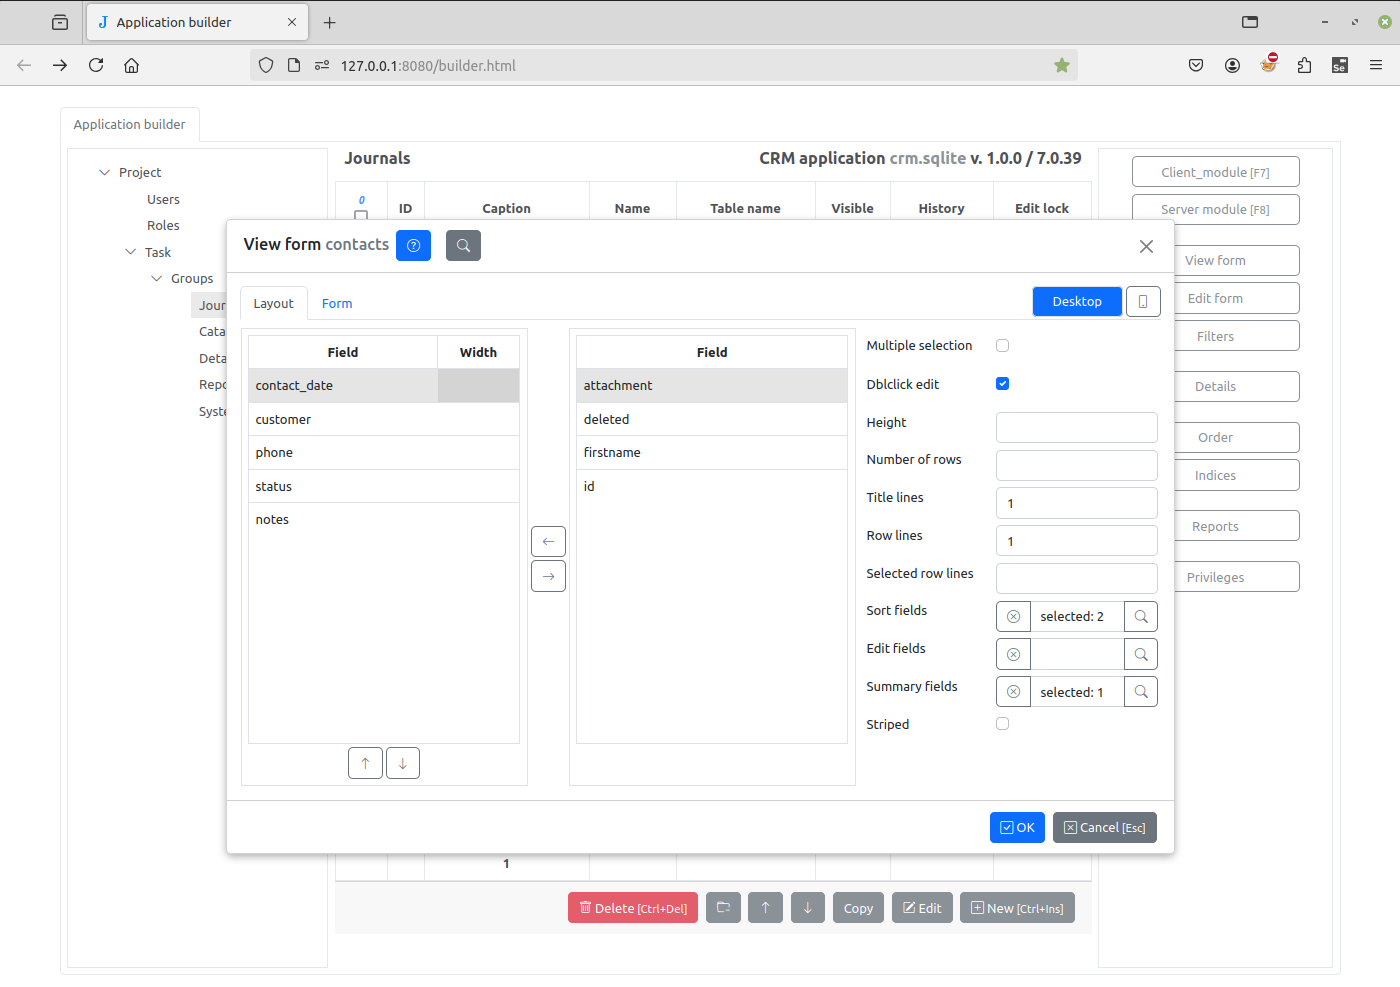 Application builder
127.0.0.1:8080/builder.html
Se
Application builder
Project
Users
Roles
Task
Groups
Jour
Cata
Deta
Repo
Syste
Journals
CRM application crm.sqlite v. 1.0.0 / 7.0.39
0
ID
Caption
Name
Table name
Visible
History
Edit lock
Client_module [F7]
Server module [F8]
View form
Edit form
Filters
Details
Order
Indices
Reports
Privileges
View form contacts
Layout
Form
Desktop
Field
Width
contact_date
customer
phone
status
notes
Field
attachment
deleted
firstname
id
Multiple selection
Dblclick edit
Height
Number of rows
Title lines
1
Row lines
1
Selected row lines
Sort fields
selected: 2
Edit fields
Summary fields
selected: 1
Striped
OK
Cancel [Esc]
1
Delete [Ctrl+Del]
Copy
Edit
New [Ctrl+Ins]